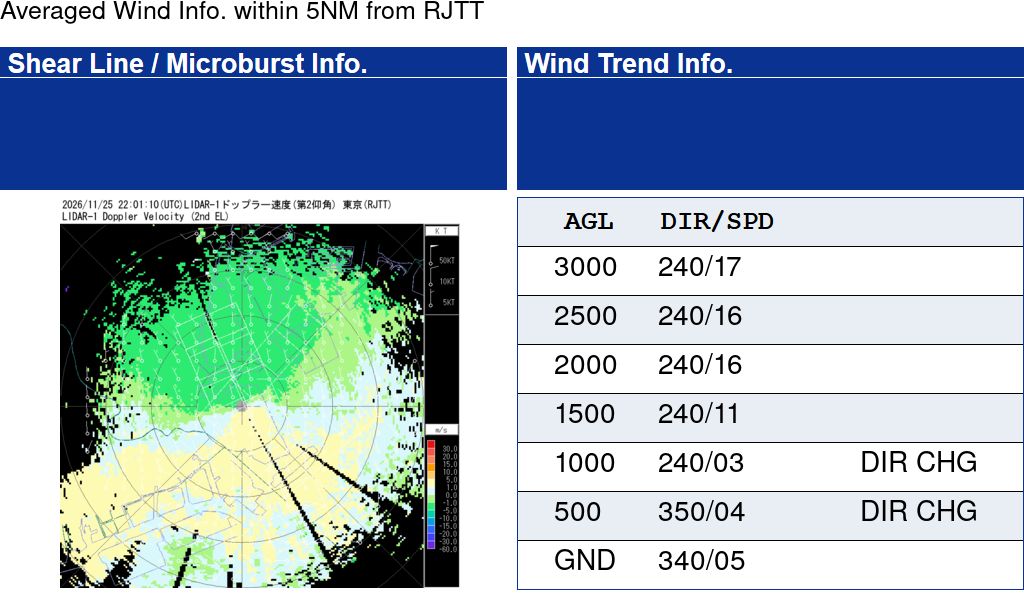 Averaged Wind Info. within 5NM from RJTT
Shear Line / Microburst Info.
Wind Trend Info.
2026/11/25 22:01:10(UTC)LIDAR-1ドップラー速度(第2仰角) 東京(RJTT)
LIDAR-1 Doppler Velocity (2nd EL)
K T
50KT
10KT
5KT
m/s
30.0
20.0
15.0
10.0
5.0
1.0
0.0
-1.0
-5.0
-10.0
-15.0
-20.0
-30.0
-60.0
AGL DIR/SPD
3000 240/17
2500 240/16
2000 240/16
1500 240/11
1000 240/03 DIR CHG
500 350/04 DIR CHG
GND 340/05